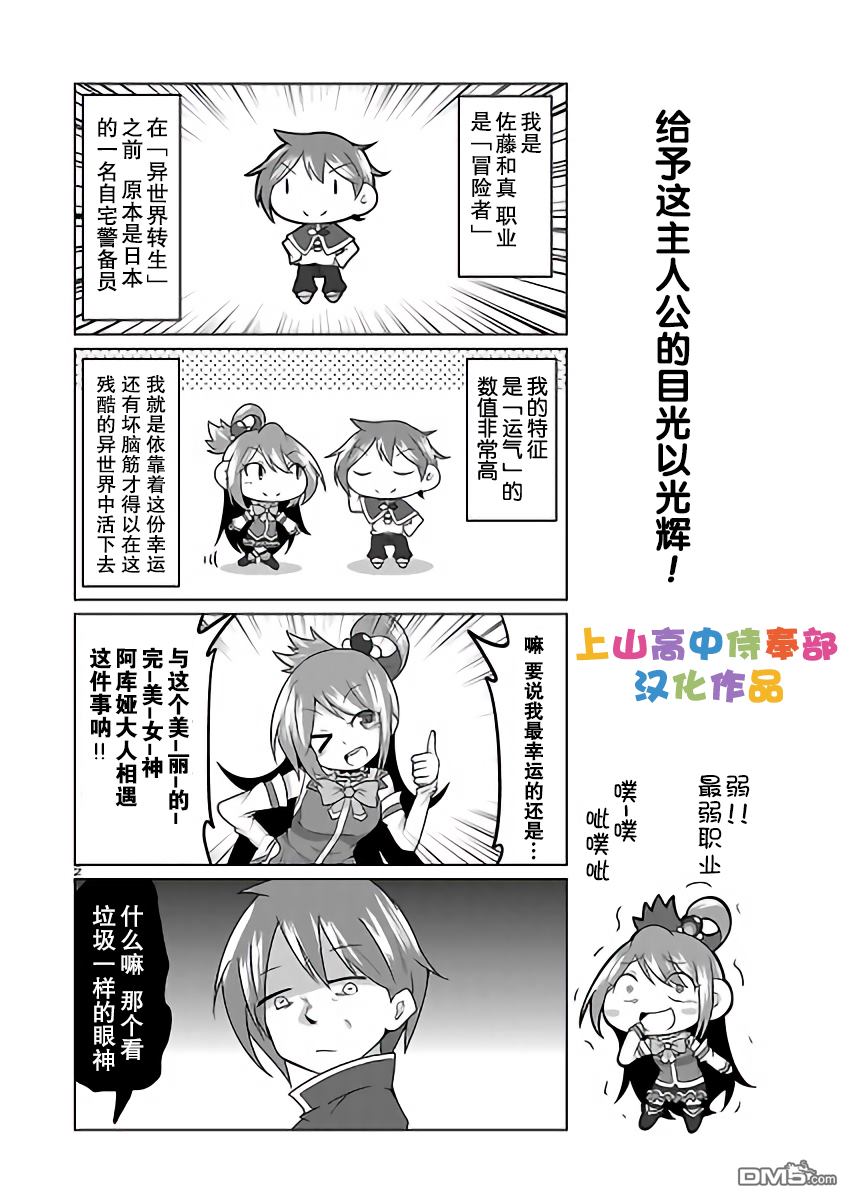 给予这主人公的目光以光辉！
我是
佐藤和真 职业
是「冒险者」
在「异世界转生」
之前 原本是日本
的一名自宅警备员
我的特征
是「运气」的
数值非常高
我就是依靠着这份幸运
还有坏脑筋才得以在这
残酷的异世界中活下去
嘛 要说我最幸运的还是…
与这个美-丽-的-
完-美-女-神
阿库娅大人相遇
这件事呐!!
什么嘛 那个看
垃圾一样的眼神
2
上山高中侍奉部
汉化作品
弱!!
最弱职业
噗-噗
呲噗呲
DM5.com